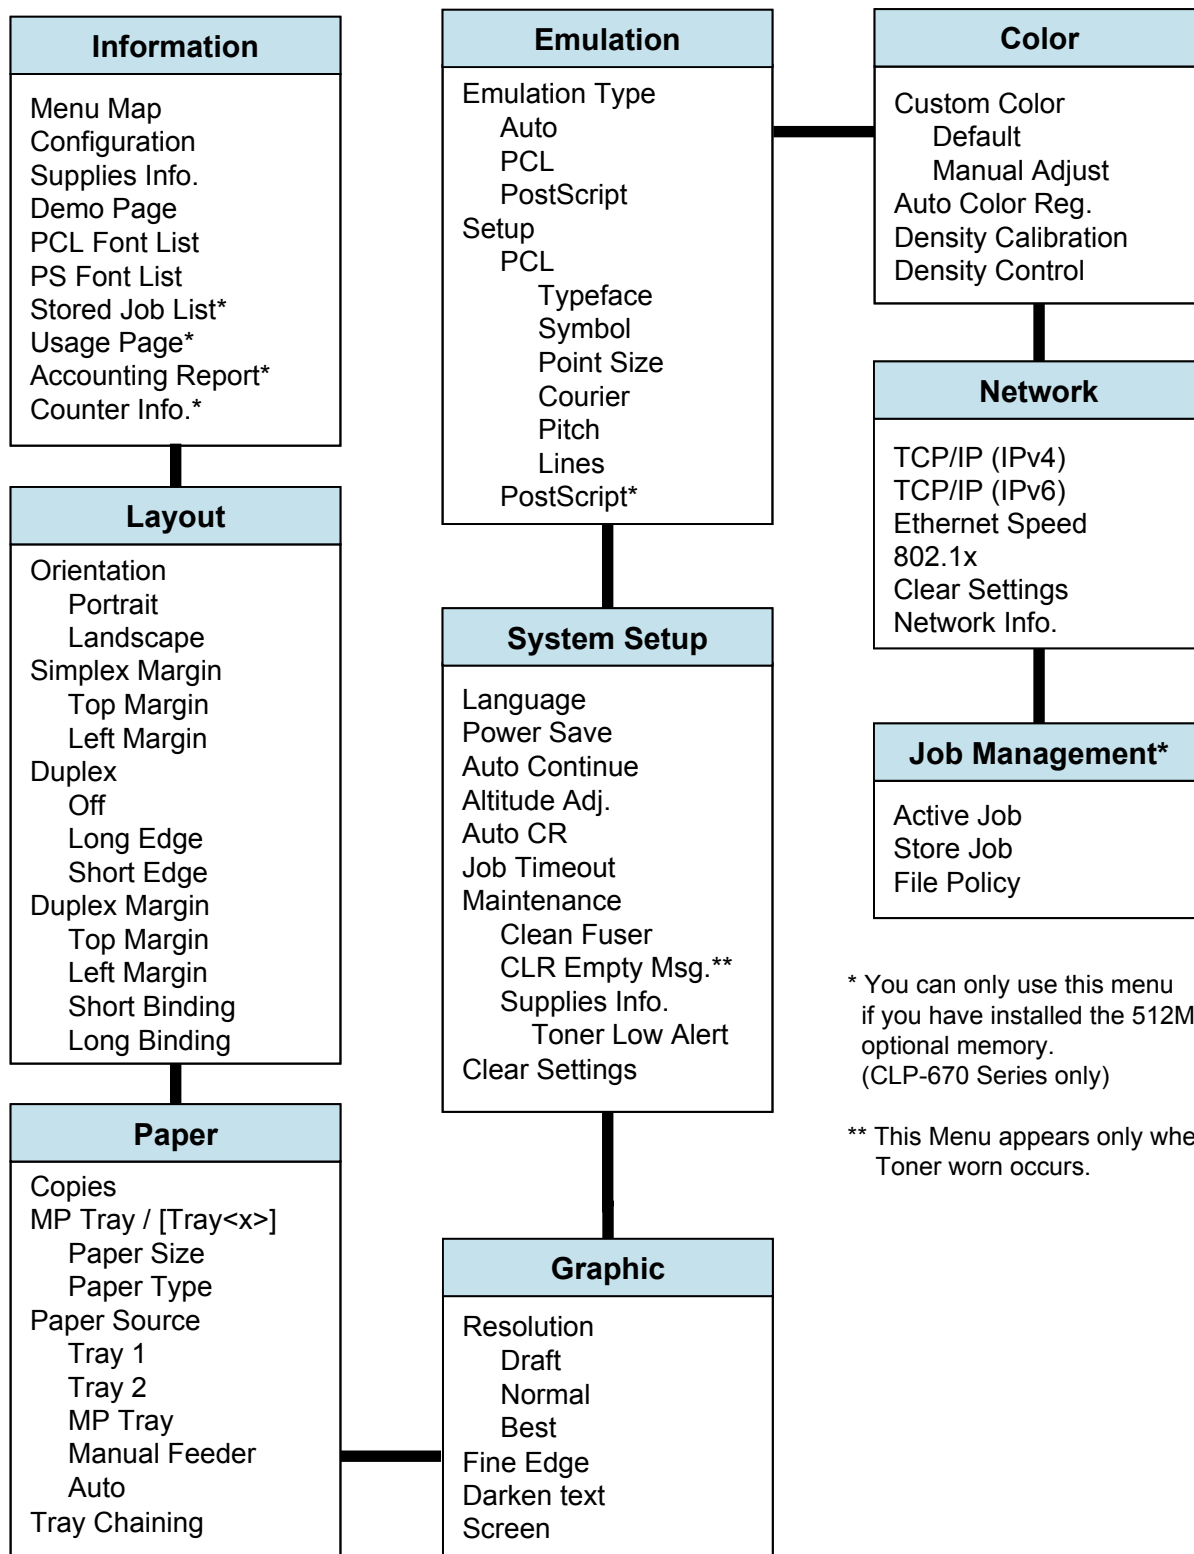 Information
Menu Map
Configuration
Supplies Info.
Demo Page
PCL Font List
PS Font List
Stored Job List*
Usage Page*
Accounting Report*
Counter Info.*
Layout
Orientation
Portrait
Landscape
Simplex Margin
Top Margin
Left Margin
Duplex
Off
Long Edge
Short Edge
Duplex Margin
Top Margin
Left Margin
Short Binding
Long Binding
Paper
Copies
MP Tray / [Tray<x>]
Paper Size
Paper Type
Paper Source
Tray 1
Tray 2
MP Tray
Manual Feeder
Auto
Tray Chaining
Emulation
Emulation Type
Auto
PCL
PostScript
Setup
PCL
Typeface
Symbol
Point Size
Courier
Pitch
Lines
PostScript*
System Setup
Language
Power Save
Auto Continue
Altitude Adj.
Auto CR
Job Timeout
Maintenance
Clean Fuser
CLR Empty Msg.**
Supplies Info.
Toner Low Alert
Clear Settings
Graphic
Resolution
Draft
Normal
Best
Fine Edge
Darken text
Screen
Color
Custom Color
Default
Manual Adjust
Auto Color Reg.
Density Calibration
Density Control
Network
TCP/IP (IPv4)
TCP/IP (IPv6)
Ethernet Speed
802.1x
Clear Settings
Network Info.
Job Management*
Active Job
Store Job
File Policy
* You can only use this menu
if you have installed the 512M
optional memory.
(CLP-670 Series only)
** This Menu appears only whe
Toner worn occurs.